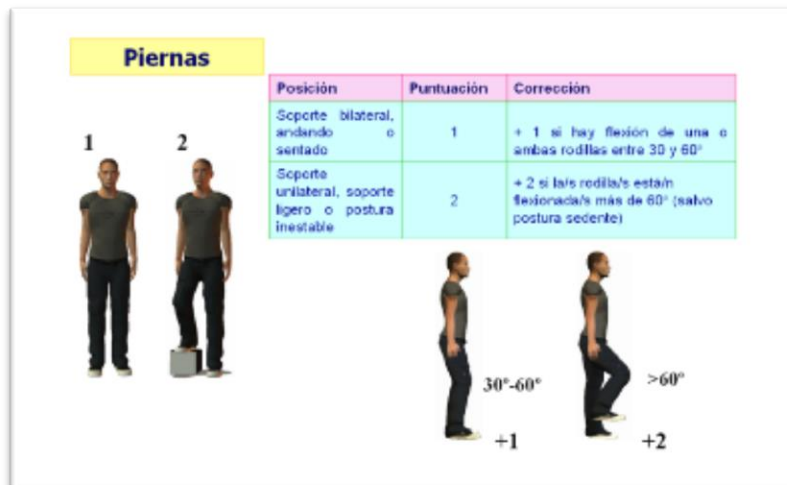 Piernas
Posición Puntuación Corrección
Soporte bilateral,
andando o
sentado
1
+ 1 si hay flexión de una o
ambas rodillas entre 30 y 60°
Soporte
unilateral, soporte
ligero o postura
inestable
2
+ 2 si la/s rodilla/s está/n
flexionada/s más de 60° (salvo
postura sedente)
1 2
30°-60°
+1
>60°
+2